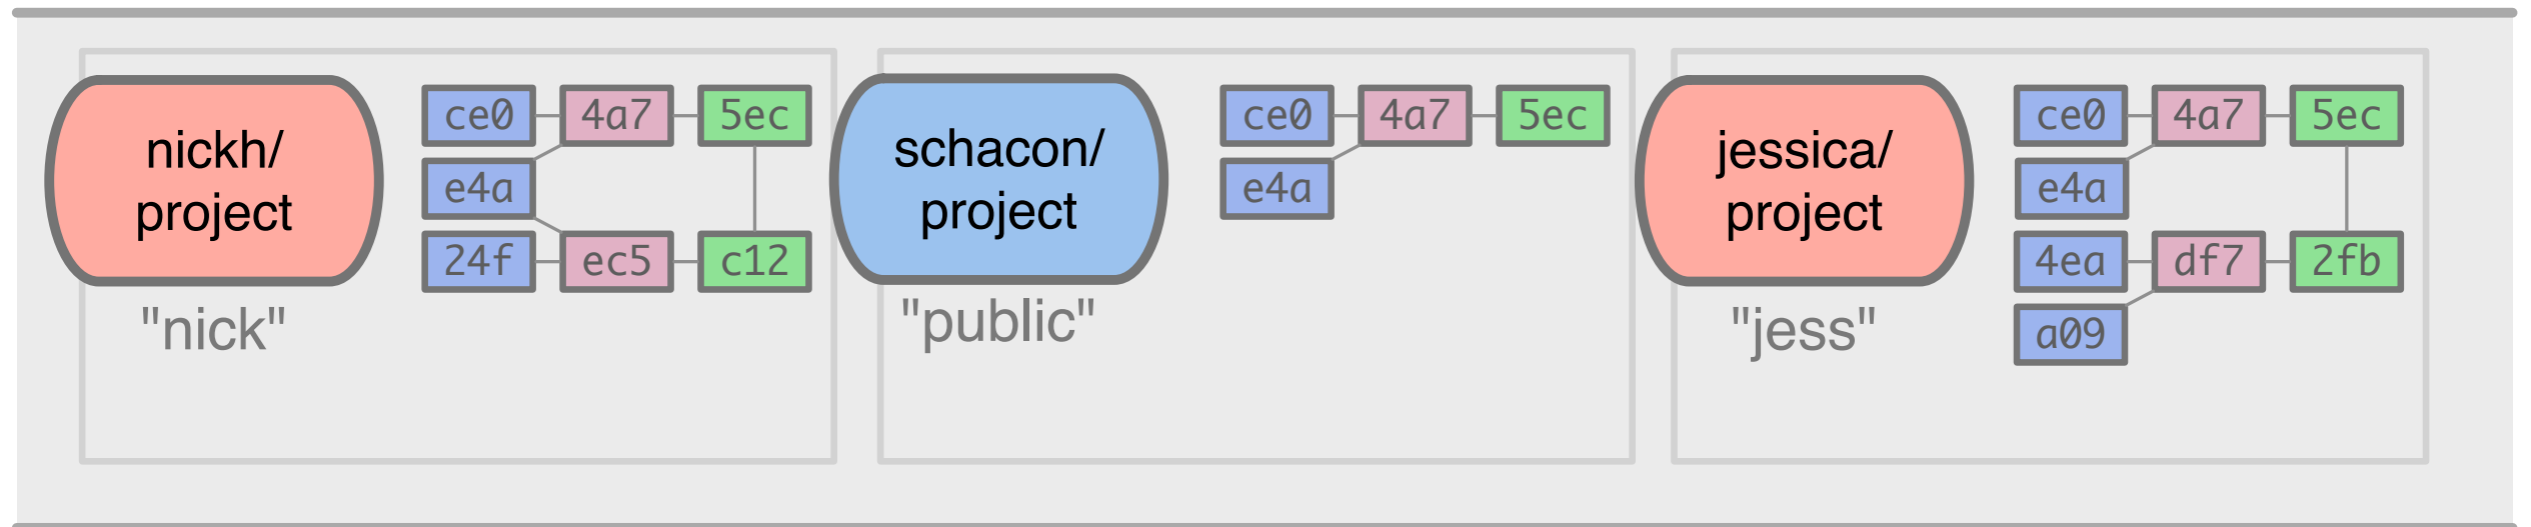 nickh/
project
"nick"
ce0 4a7 5ec
e4a
24f ec5 c12
schacon/
project
"public"
ce0 4a7 5ec
e4a
jessica/
project
"jess"
ce0 4a7 5ec
e4a
4ea df7 2fb
a09